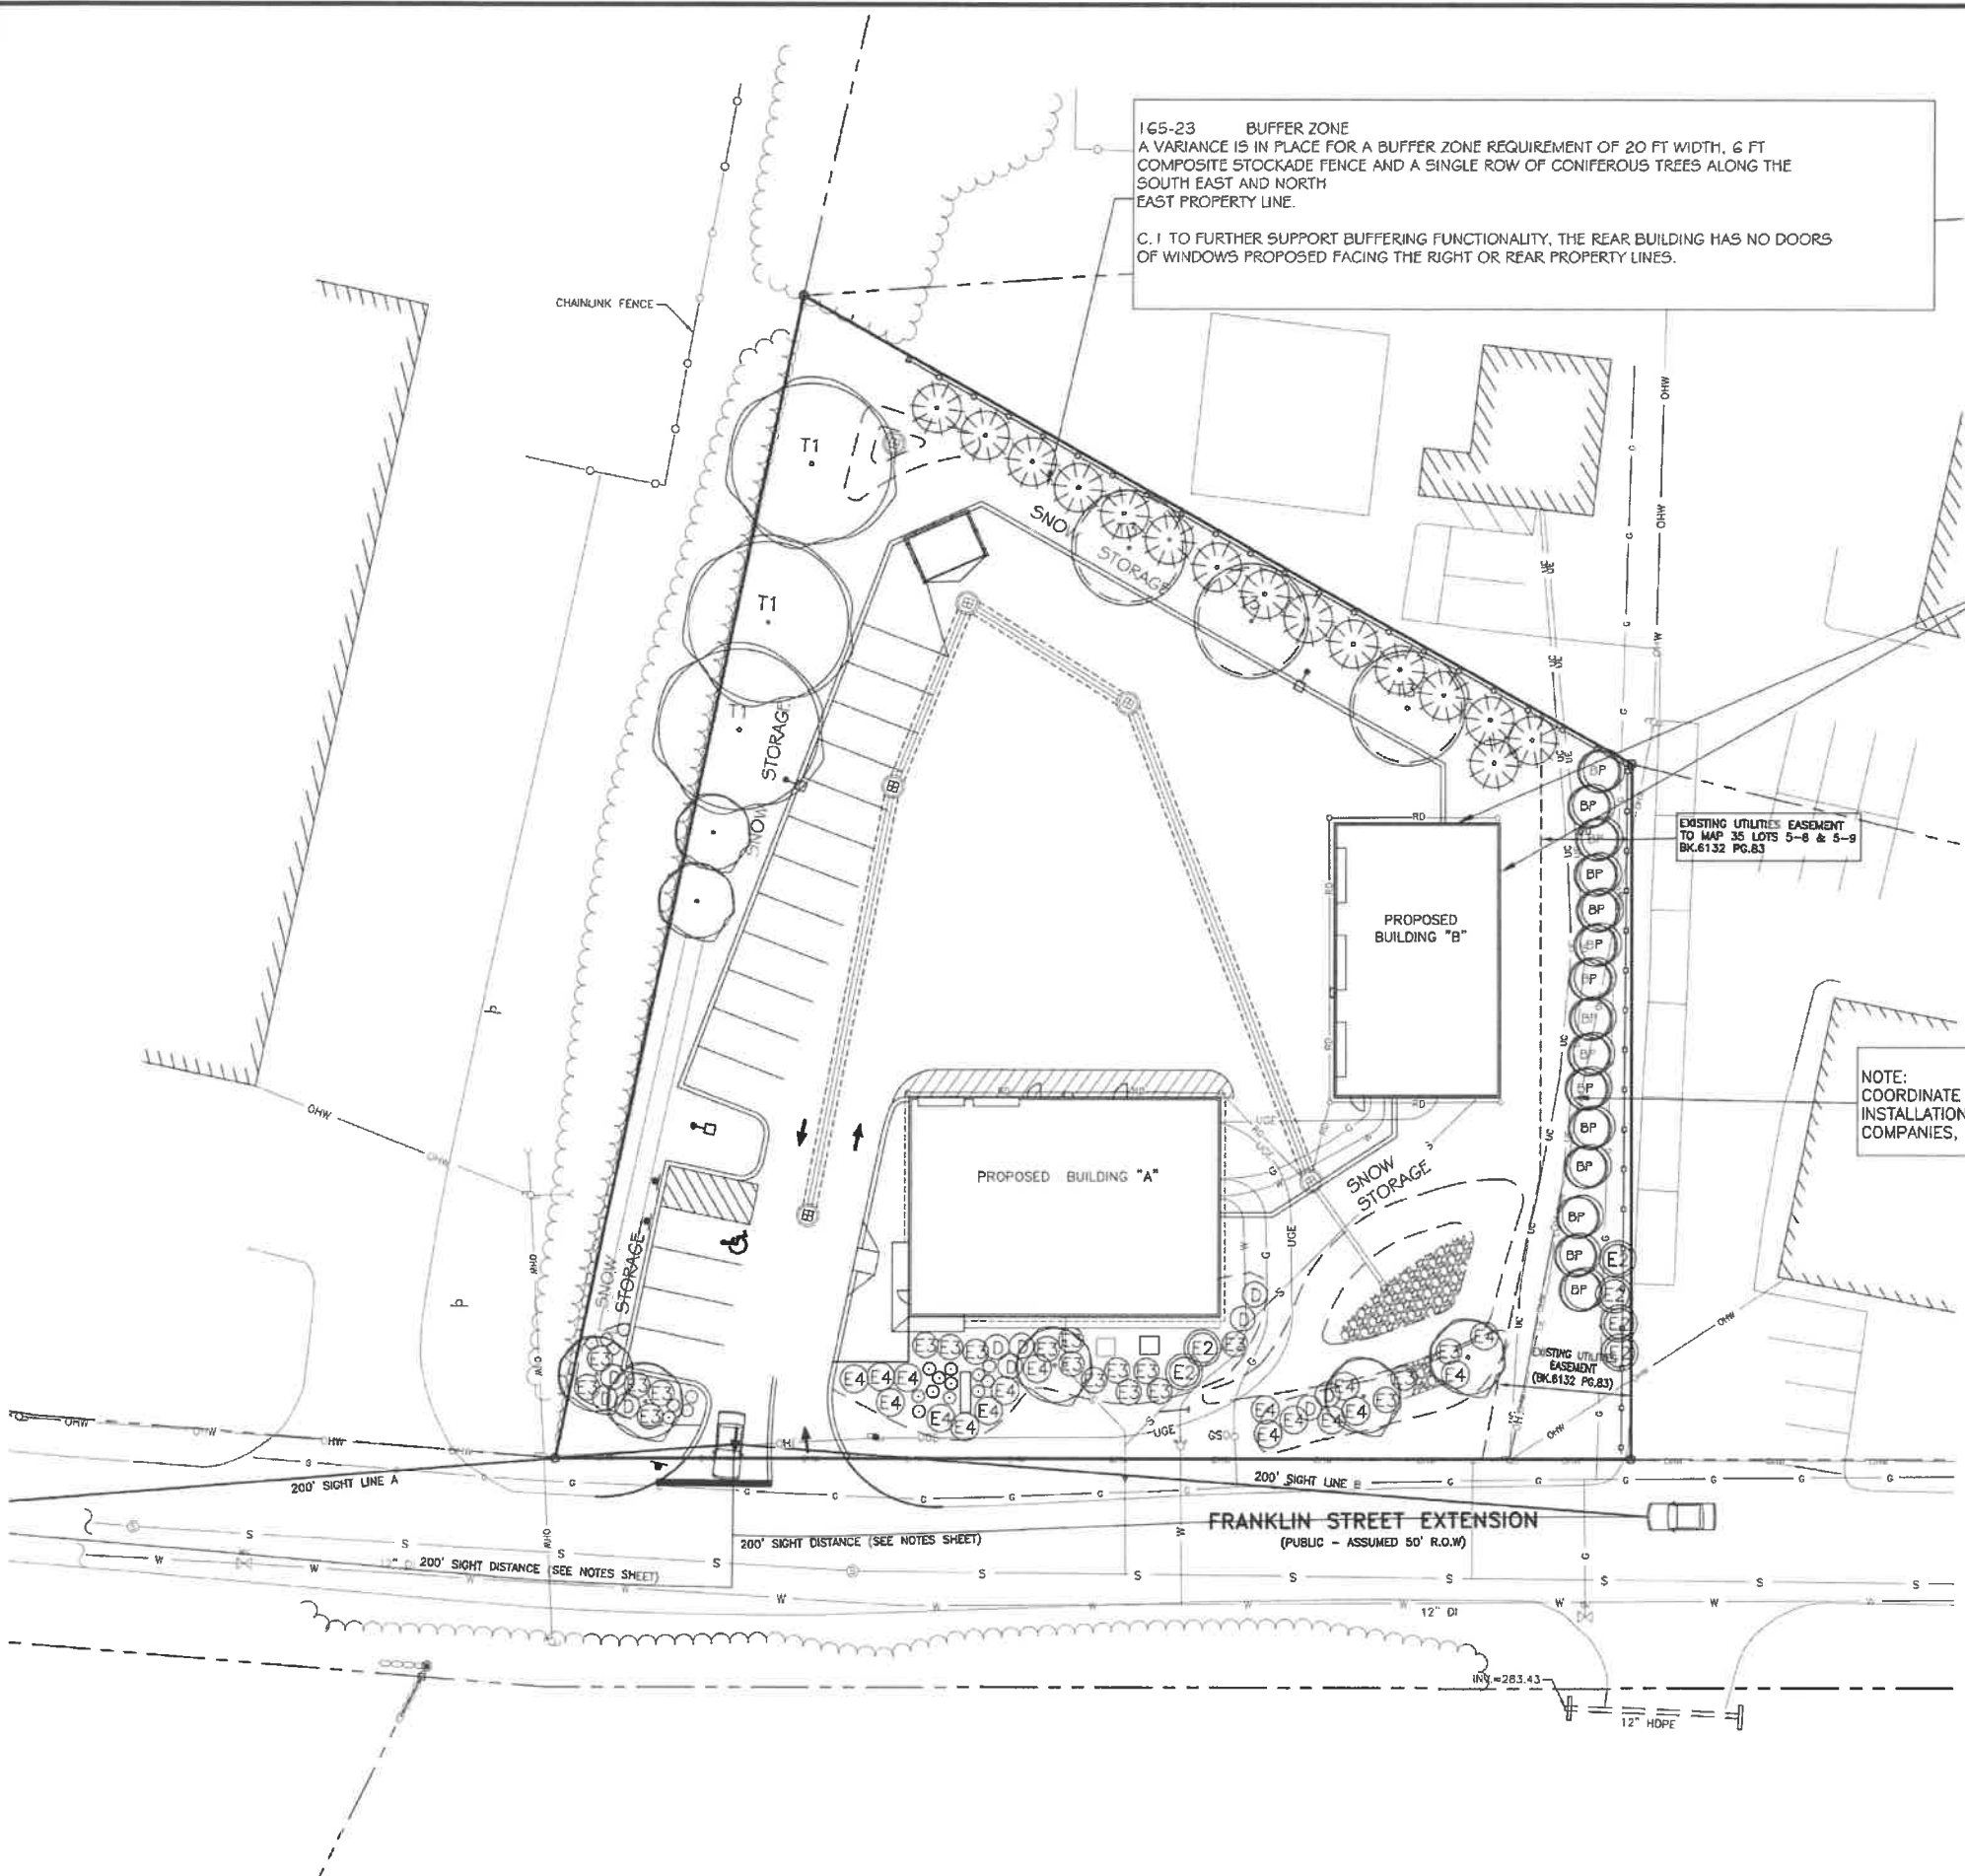 165-23 BUFFER ZONE
A VARIANCE IS IN PLACE FOR A BUFFER ZONE REQUIREMENT OF 20 FT WIDTH, 6 FT
COMPOSITE STOCKADE FENCE AND A SINGLE ROW OF CONIFEROUS TREES ALONG THE
SOUTH EAST AND NORTH
EAST PROPERTY LINE.
C.1 TO FURTHER SUPPORT BUFFERING FUNCTIONALITY, THE REAR BUILDING HAS NO DOORS
OF WINDOWS PROPOSED FACING THE RIGHT OR REAR PROPERTY LINES.
CHAINLINK FENCE
T1
T1
T1
SNOW
STORAGE
SNOW
STORAGE
EXISTING UTILITIES EASEMENT
TO MAP 35 LOTS 5-8 & 5-9
BK.6132 PG.83
PROPOSED
BUILDING "B"
NOTE:
COORDINATE
INSTALLATION
COMPANIES,
PROPOSED BUILDING "A"
SNOW
STORAGE
SNOW
STORAGE
EXISTING UTILITIES
EASEMENT
(BK.6132 PG.83)
200' SIGHT LINE A
200' SIGHT LINE B
FRANKLIN STREET EXTENSION
(PUBLIC - ASSUMED 50' R.O.W)
200' SIGHT DISTANCE (SEE NOTES SHEET)
200' SIGHT DISTANCE (SEE NOTES SHEET)
12" DI
12" DI
INV.=283.43
12" HDPE